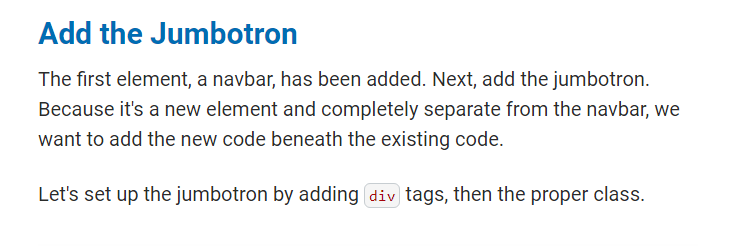 Add the Jumbotron
The first element, a navbar, has been added. Next, add the jumbotron.
Because it's a new element and completely separate from the navbar, we
want to add the new code beneath the existing code.
Let's set up the jumbotron by adding div tags, then the proper class.